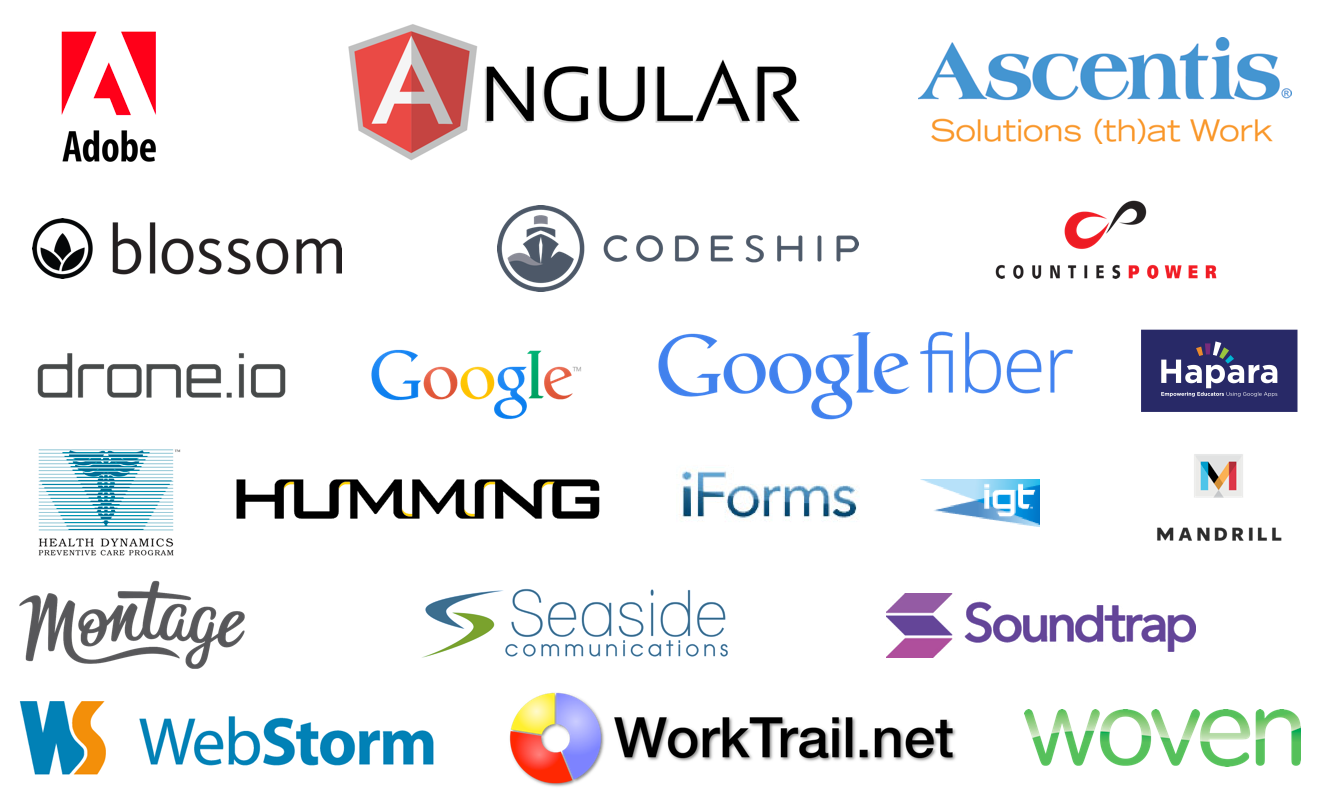 Adobe
ANGULAR
Ascentis®
Solutions (th)at Work
blossom
CODESHIP
COUNTIESPOWER
drone.io
Google™
Google fiber
Hapara
Empowering Educators Using Google Apps
™
HEALTH DYNAMICS
PREVENTIVE CARE PROGRAM
HUMMING
iForms
igt
M
MANDRILL
Montage
Seaside
communications
Soundtrap
WS WebStorm
WorkTrail.net
woven